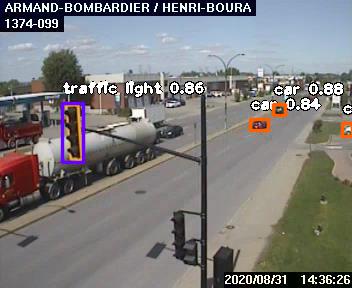 ARMAND-BOMBARDIER / HENRI-BOURA
1374-099
traffic light 0.86
car 0.88
car 0.84
c
2020/08/31 14:36:26